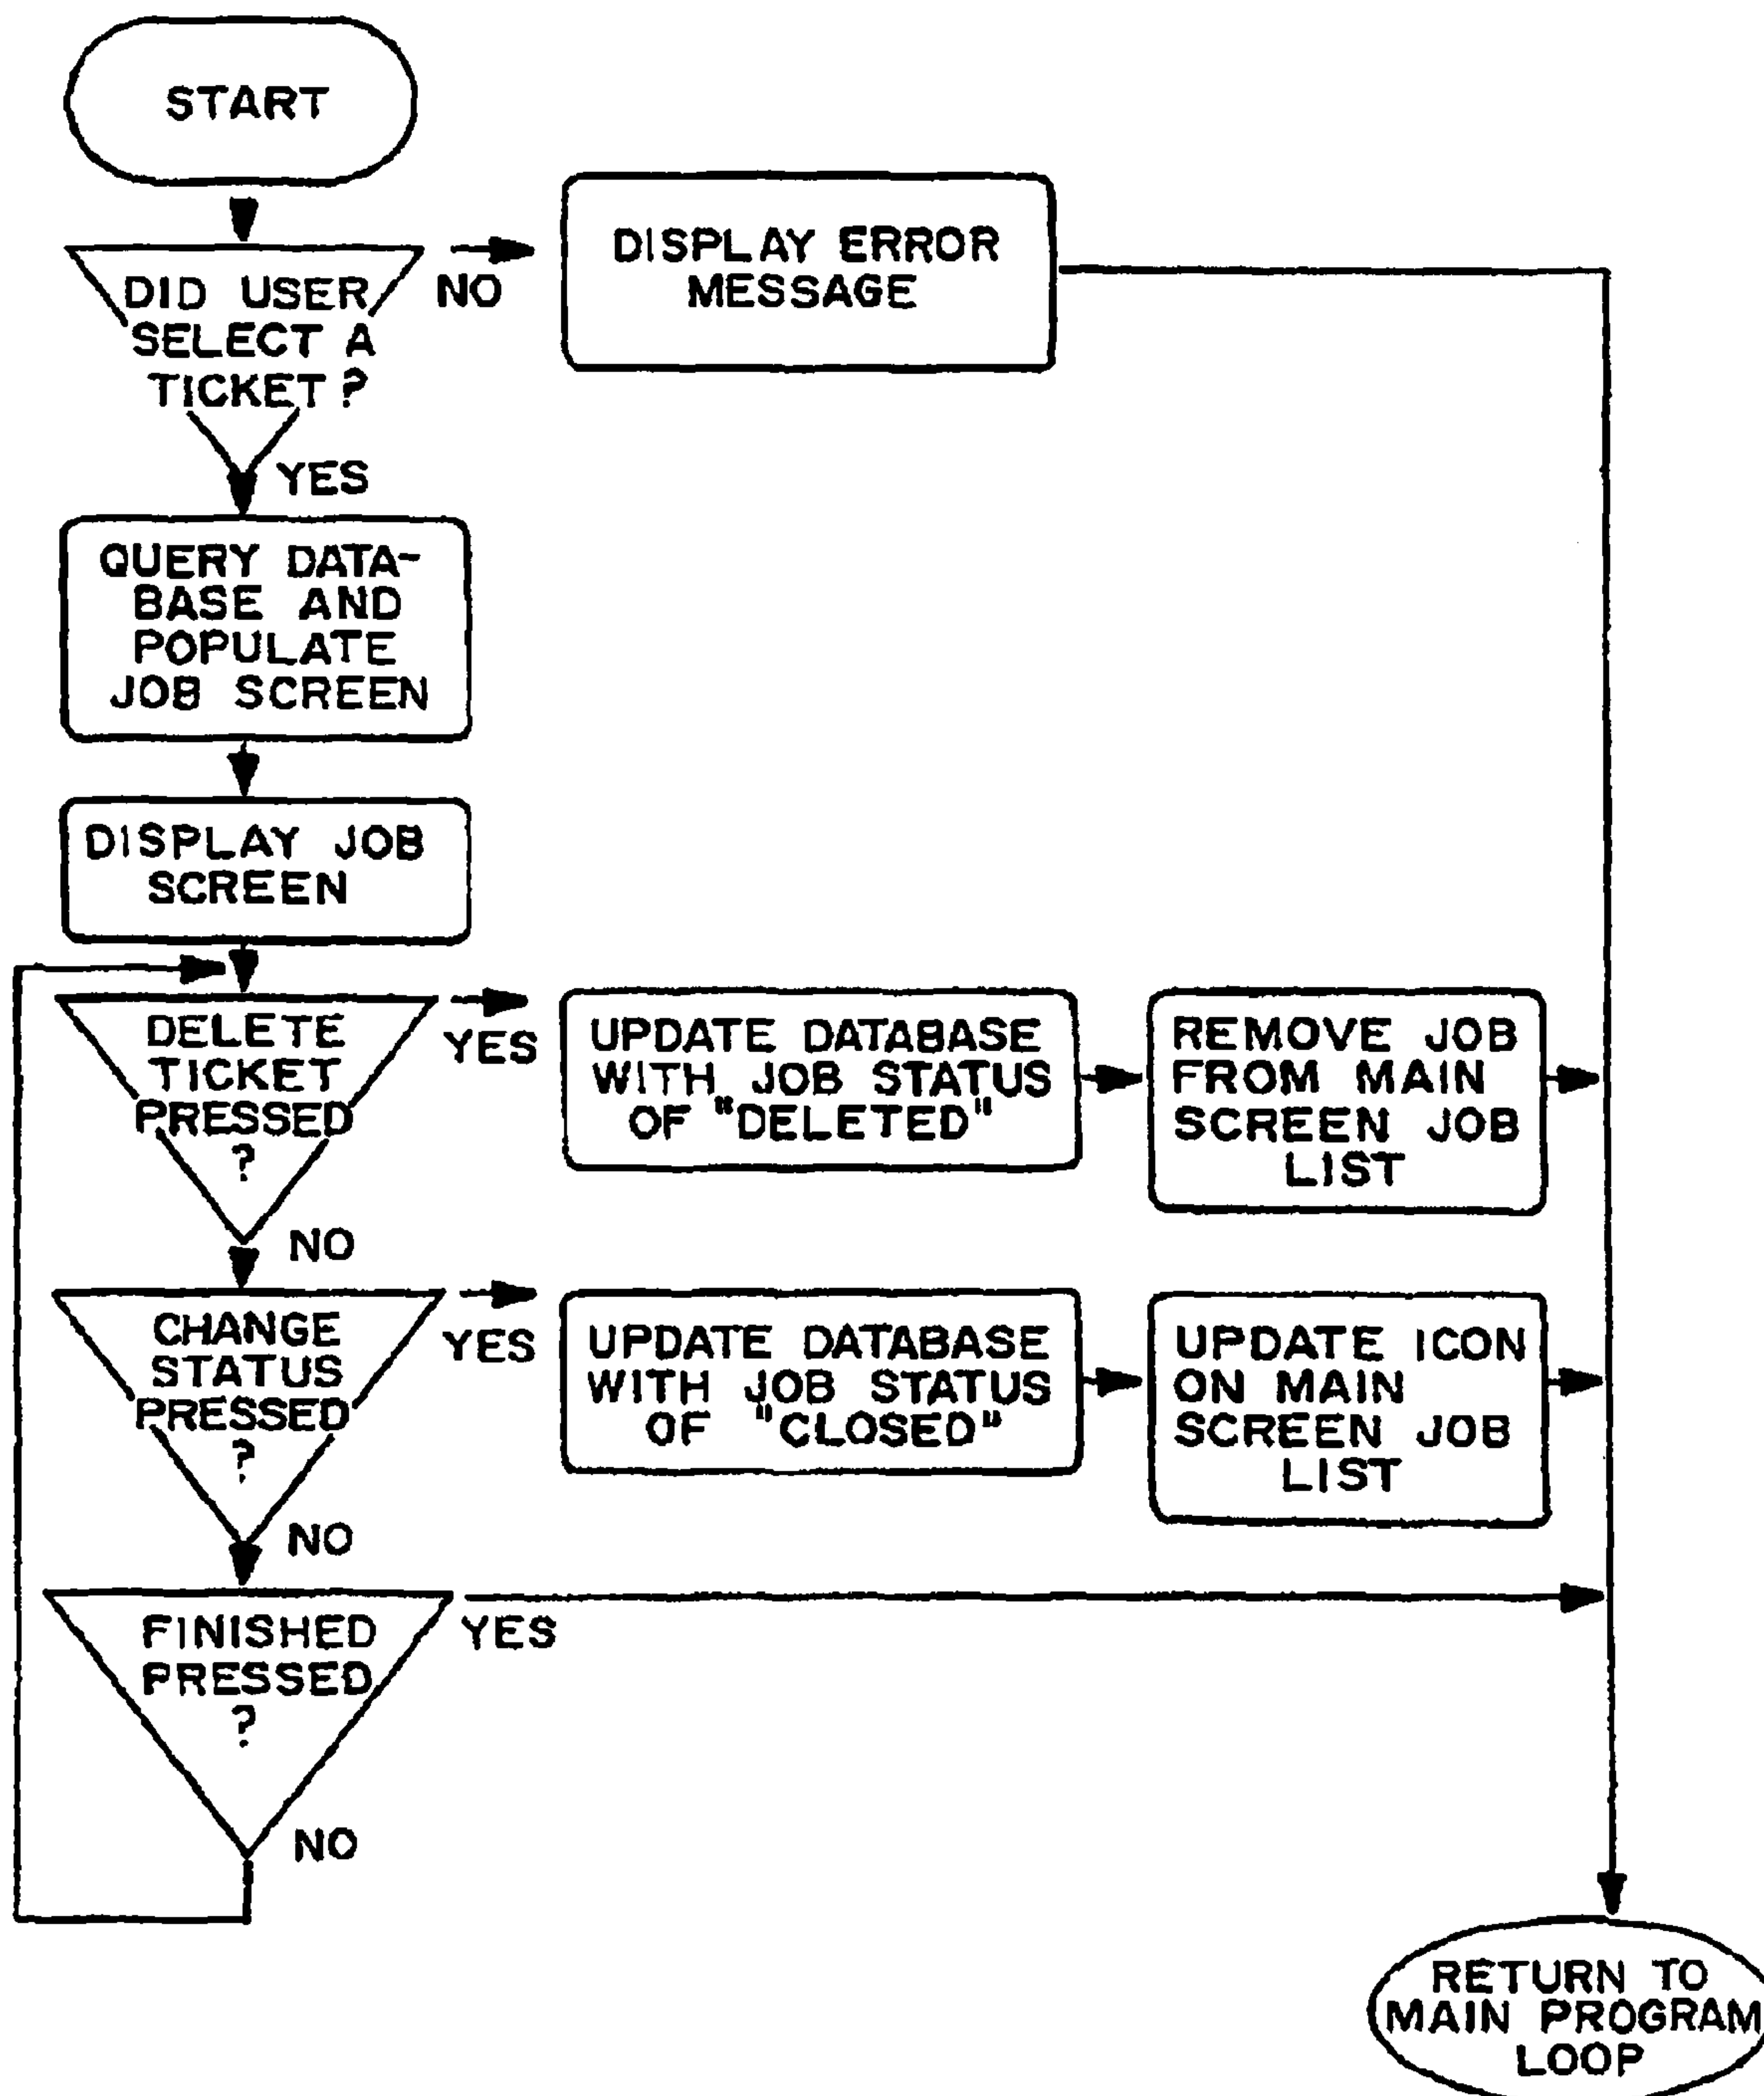 START
DID USER
SELECT A
TICKET?
NO
DISPLAY ERROR
MESSAGE
YES
QUERY DATA-
BASE AND
POPULATE
JOB SCREEN
DISPLAY JOB
SCREEN
DELETE
TICKET
PRESSED
?
YES
UPDATE DATABASE
WITH JOB STATUS
OF "DELETED"
REMOVE JOB
FROM MAIN
SCREEN JOB
LIST
NO
CHANGE
STATUS
PRESSED
?
YES
UPDATE DATABASE
WITH JOB STATUS
OF "CLOSED"
UPDATE ICON
ON MAIN
SCREEN JOB
LIST
NO
FINISHED
PRESSED
?
YES
NO
RETURN TO
MAIN PROGRAM
LOOP